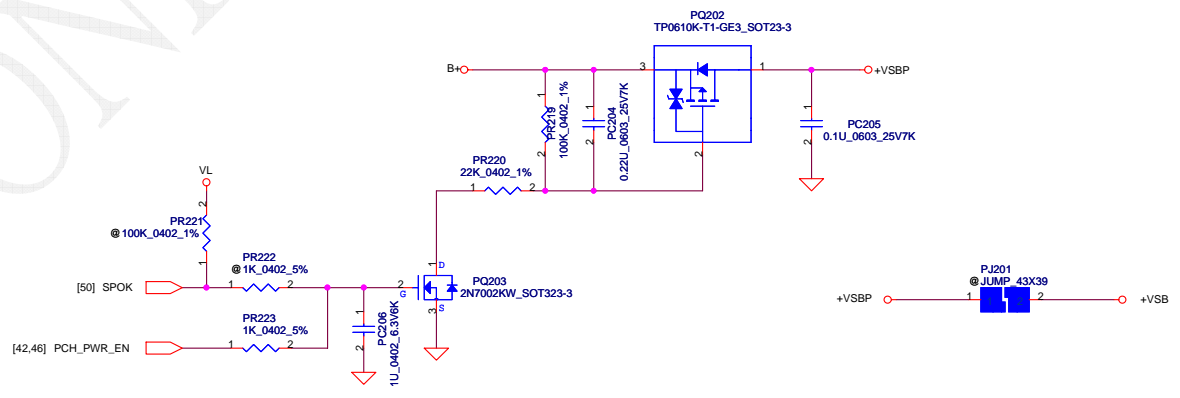 PQ202
TP0610K-T1-GE3_SOT23-3
B+
3
1
+VSBP
1
2
PR219
100K_0402_1%
1
2
PC204
0.22U_0603_25V7K
2
1
2
PC205
0.1U_0603_25V7K
PR220
22K_0402_1%
1
2
VL
2
1
PR221
@100K_0402_1%
PR222
@1K_0402_5%
[50] SPOK
1
2
2
G
1
D
3
S
PQ203
2N7002KW_SOT323-3
PR223
1K_0402_5%
[42,46] PCH_PWR_EN
1
2
1
2
PC206
1U_0402_6.3V6K
PJ201
@JUMP_43X39
+VSBP
1
1
2
2
+VSB